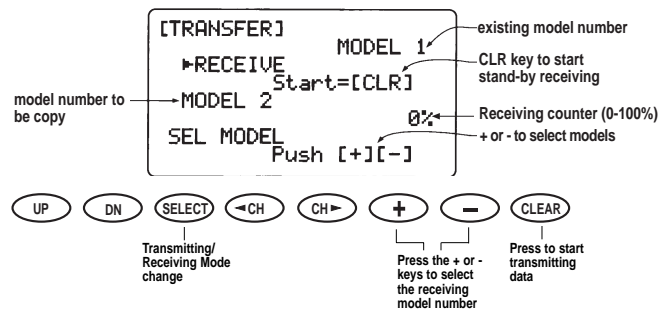 [TRANSFER]
MODEL 1
existing model number
►RECEIVE
Start=[CLR]
CLR key to start
stand-by receiving
model number to
be copy
MODEL 2
0%
Receiving counter (0-100%)
SEL MODEL
Push [+][-]
+ or - to select models
UP
DN
SELECT
◄CH
CH►
+
−
CLEAR
Transmitting/
Receiving Mode
change
Press the + or -
keys to select
the receiving
model number
Press to start
transmitting
data